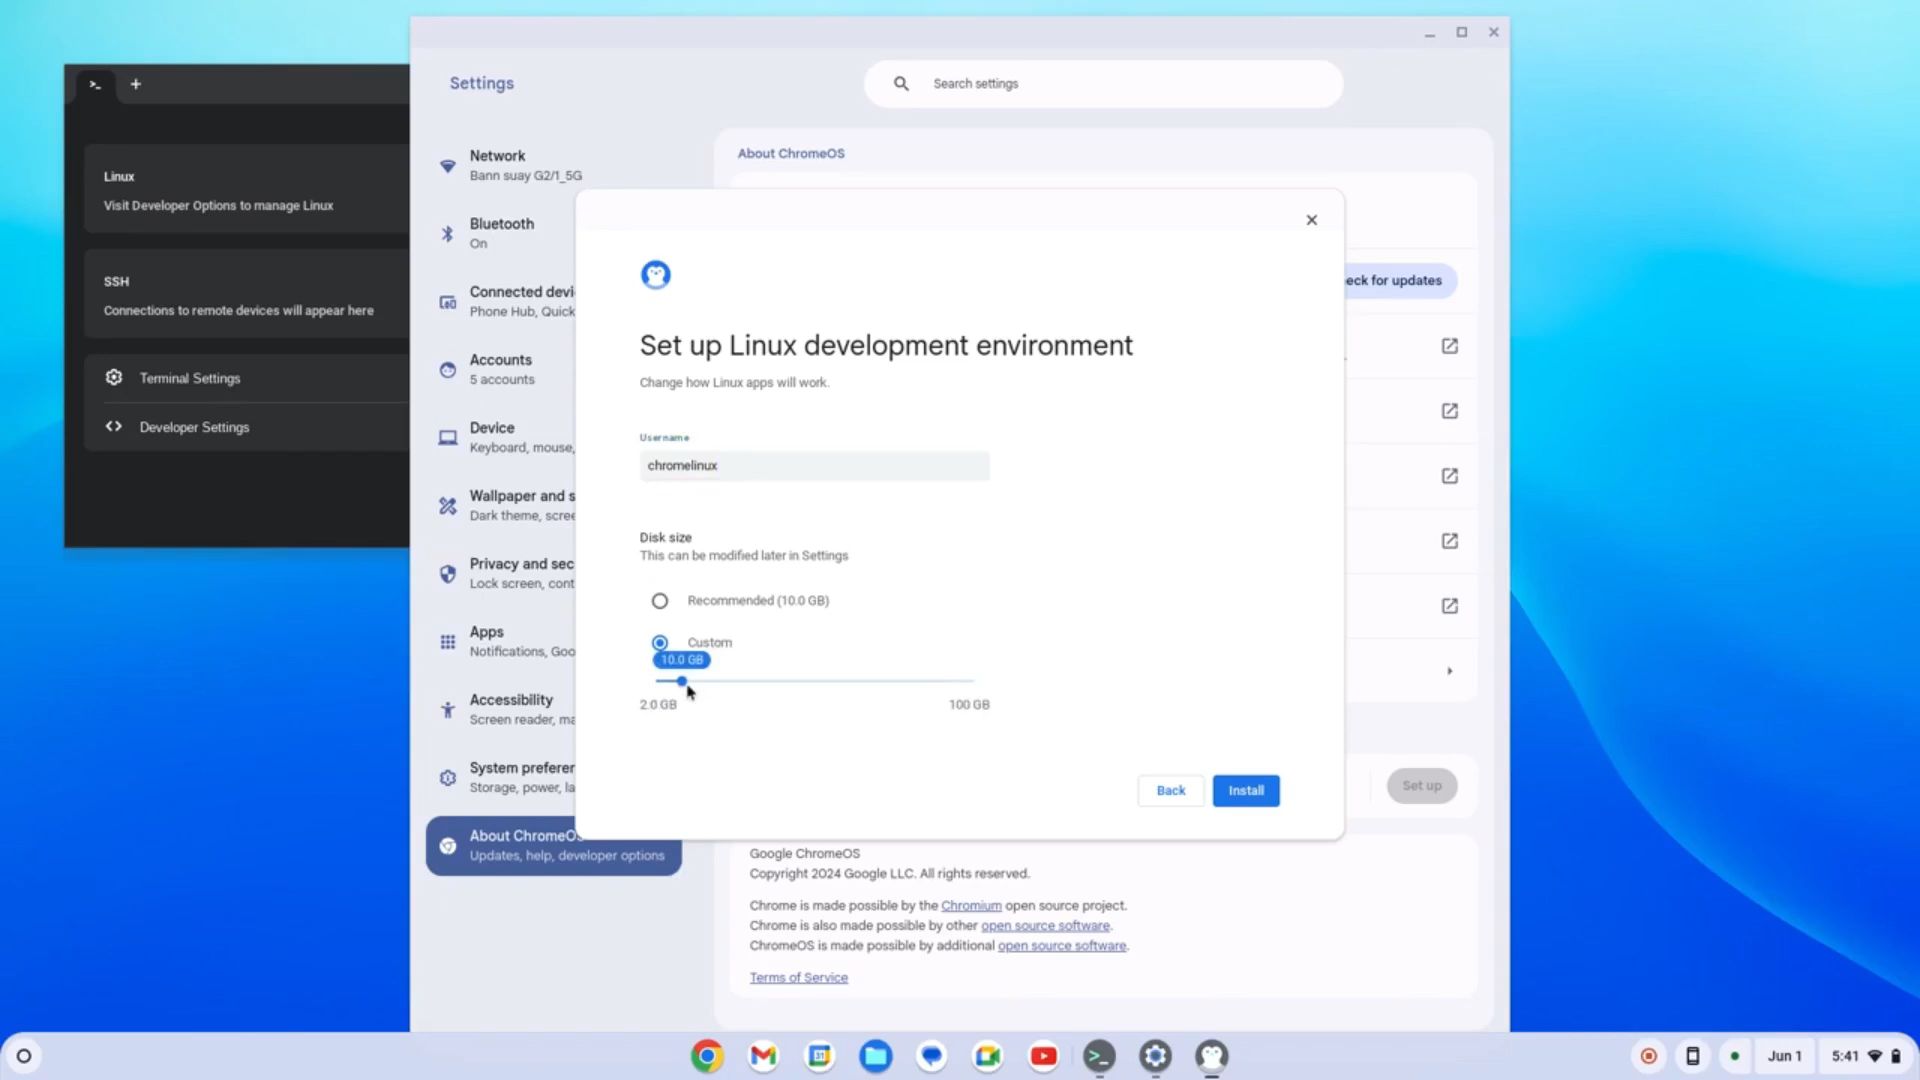 Settings
Search settings
>_ +
Linux
Visit Developer Options to manage Linux
SSH
Connections to remote devices will appear here
Terminal Settings
Developer Settings
Network
Bann suay G2/1_5G
Bluetooth
On
Connected devi
Phone Hub, Quick
Accounts
5 accounts
Device
Keyboard, mouse,
Wallpaper and s
Dark theme, scree
Privacy and sec
Lock screen, cont
Apps
Notifications, Goo
Accessibility
Screen reader, ma
System preferen
Storage, power, la
About ChromeOS
Updates, help, developer options
About ChromeOS
eck for updates
Set up Linux development environment
Change how Linux apps will work.
Username
chromelinux
Disk size
This can be modified later in Settings
Recommended (10.0 GB)
Custom
10.0 GB
2.0 GB
100 GB
Back
Install
Set up
Google ChromeOS
Copyright 2024 Google LLC. All rights reserved.
Chrome is made possible by the Chromium open source project.
Chrome is also made possible by other open source software.
ChromeOS is made possible by additional open source software.
Terms of Service
31
>_
Jun 1
5:41